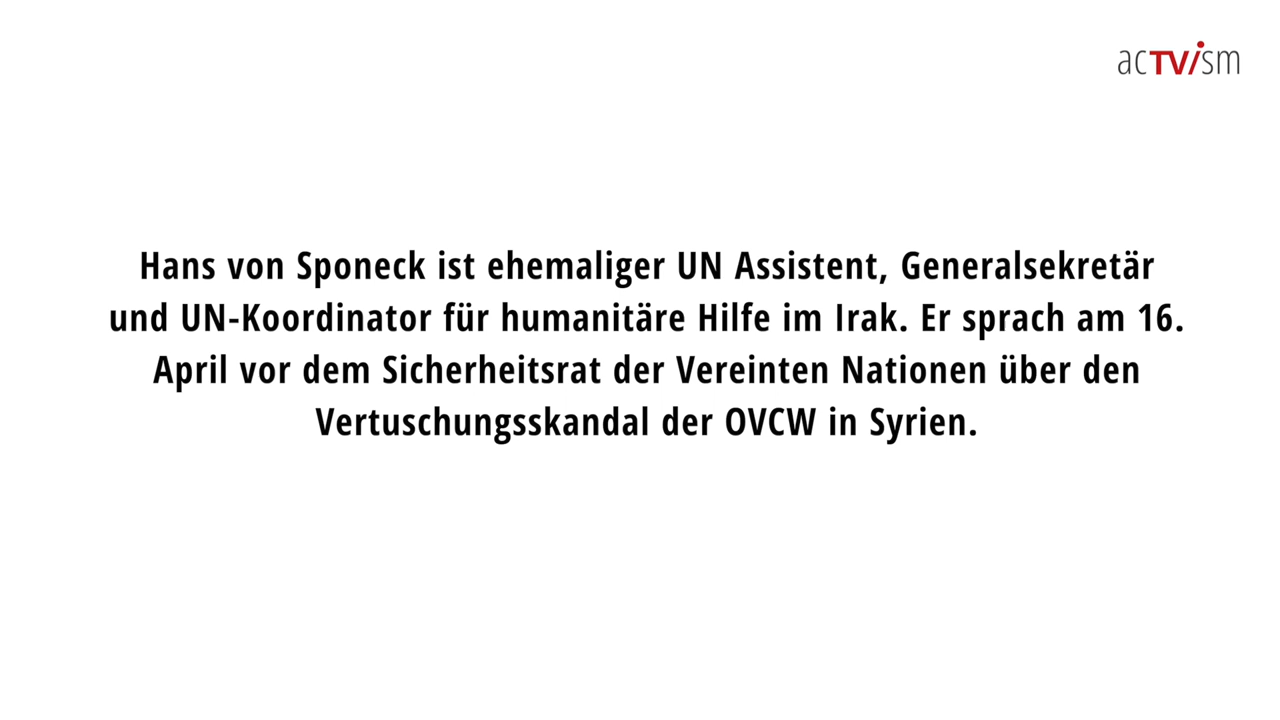 acTVism
Hans von Sponeck ist ehemaliger UN Assistent, Generalsekretär
und UN-Koordinator für humanitäre Hilfe im Irak. Er sprach am 16.
April vor dem Sicherheitsrat der Vereinten Nationen über den
Vertuschungsskandal der OVCW in Syrien.